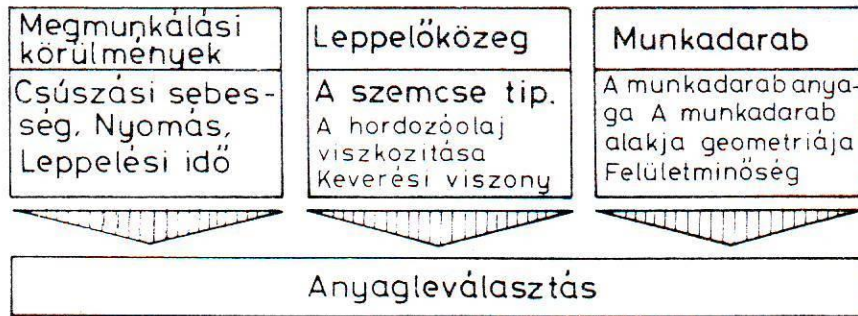 Megmunkálási
körülmények
Csúszási sebes-
ség, Nyomás,
Leppelési idő
Leppelőközeg
A szemcse tip.
A hordozóolaj
viszkozitása
Keverési viszony
Munkadarab
A munkadarab anya-
ga A munkadarab
alakja geometriája
Felületminőség
Anyagleválasztás